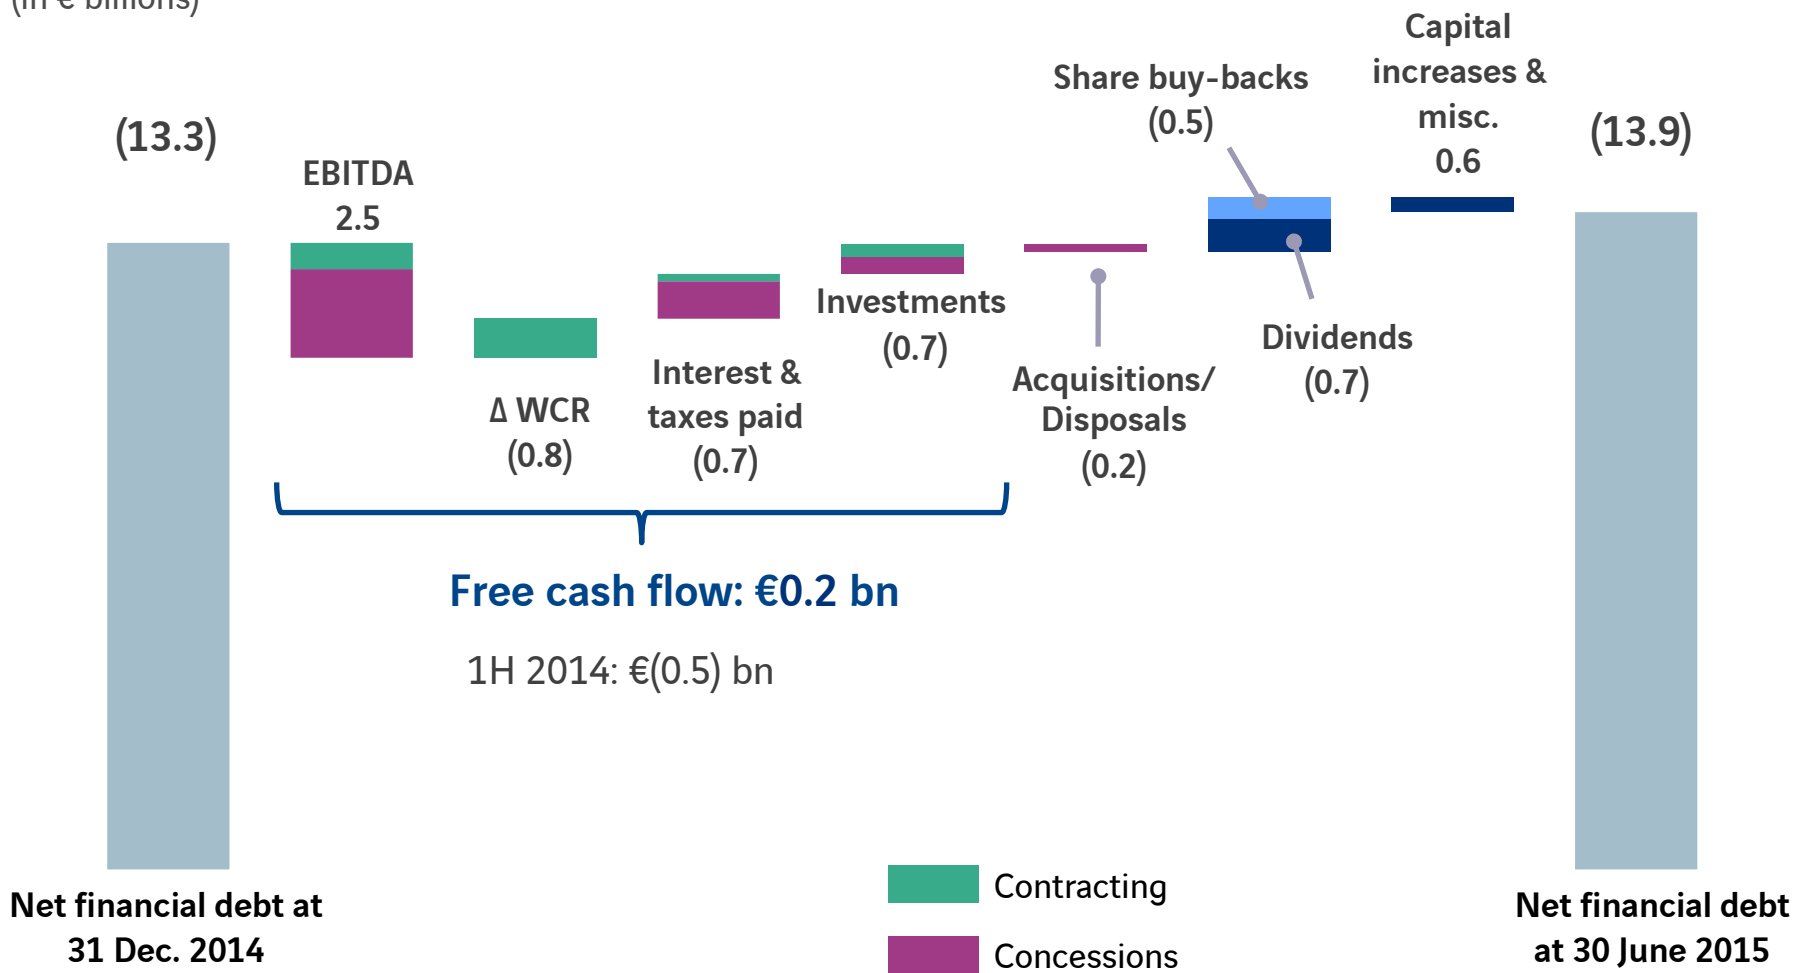 (in € billions)
(13.3)
EBITDA
2.5
Δ WCR
(0.8)
Interest &
taxes paid
(0.7)
Investments
(0.7)
Acquisitions/
Disposals
(0.2)
Share buy-backs
(0.5)
Dividends
(0.7)
Capital
increases &
misc.
0.6
(13.9)
Free cash flow: €0.2 bn
1H 2014: €(0.5) bn
Contracting
Concessions
Net financial debt at
31 Dec. 2014
Net financial debt
at 30 June 2015